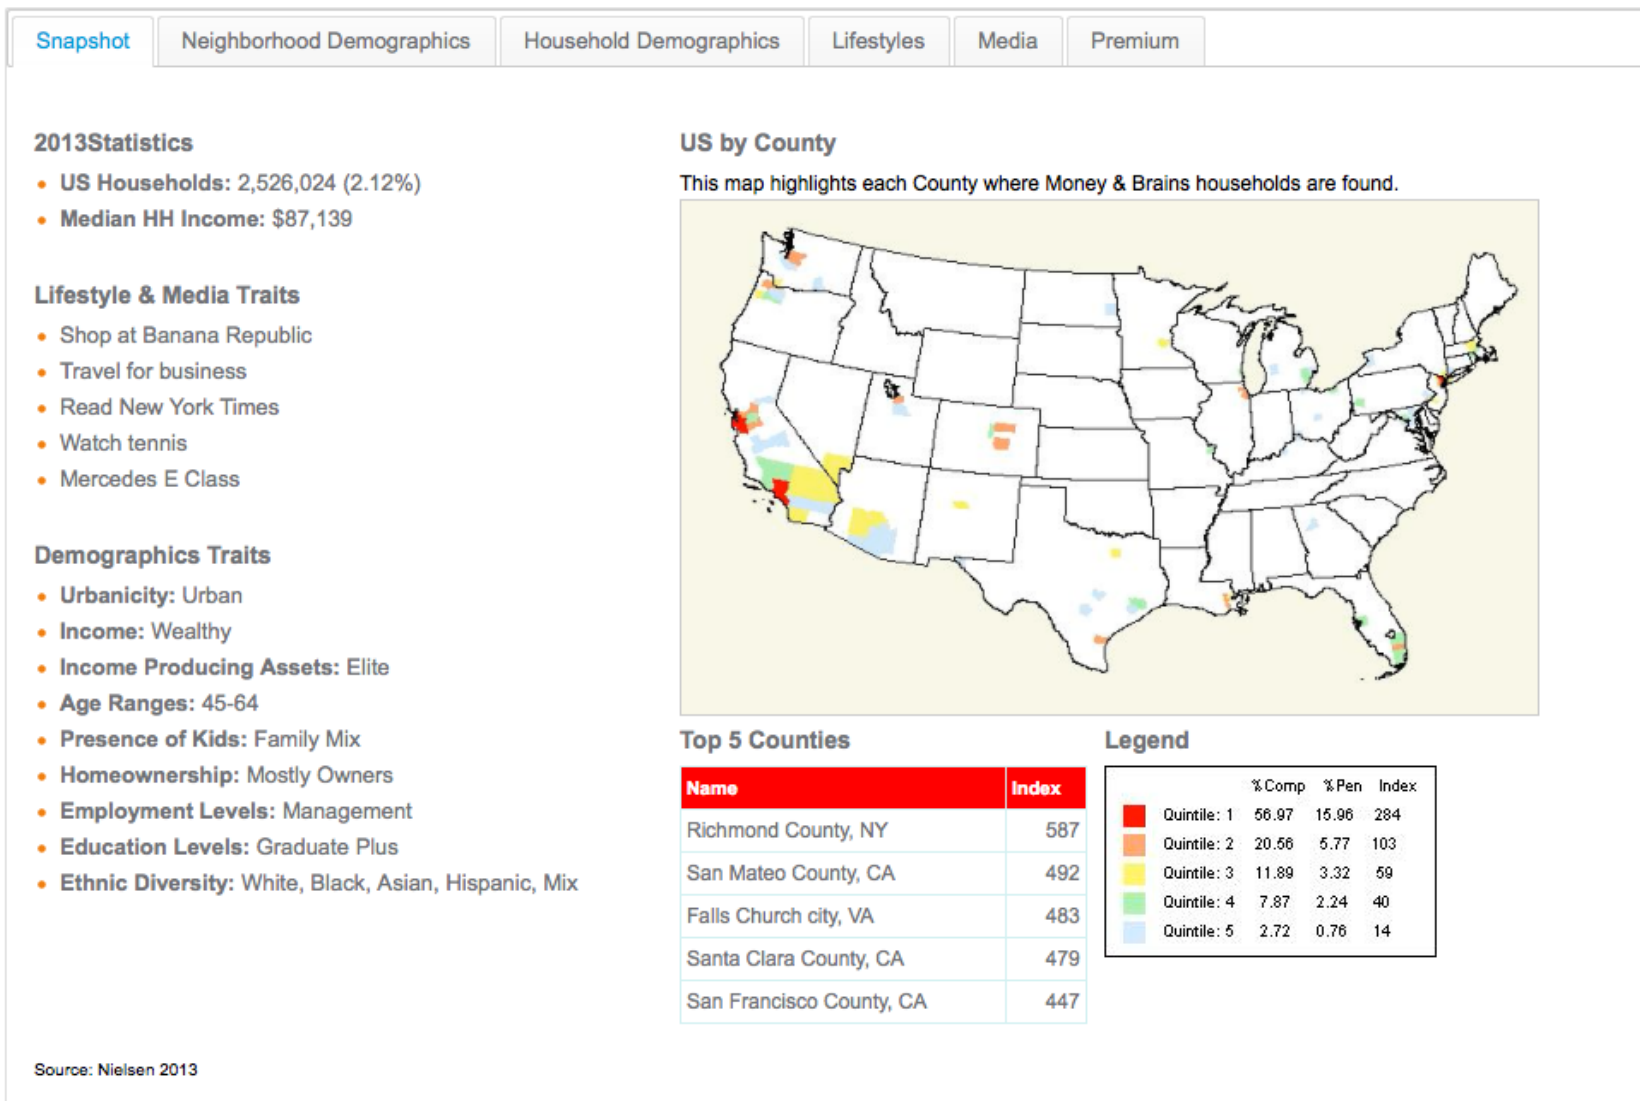 Snapshot Neighborhood Demographics Household Demographics Lifestyles Media Premium
2013Statistics
US Households: 2,526,024 (2.12%)
Median HH Income: $87,139
Lifestyle & Media Traits
Shop at Banana Republic
Travel for business
Read New York Times
Watch tennis
Mercedes E Class
Demographics Traits
Urbanicity: Urban
Income: Wealthy
Income Producing Assets: Elite
Age Ranges: 45-64
Presence of Kids: Family Mix
Homeownership: Mostly Owners
Employment Levels: Management
Education Levels: Graduate Plus
Ethnic Diversity: White, Black, Asian, Hispanic, Mix
US by County
This map highlights each County where Money & Brains households are found.
Top 5 Counties
Name Index
Richmond County, NY 587
San Mateo County, CA 492
Falls Church city, VA 483
Santa Clara County, CA 479
San Francisco County, CA 447
Legend
%Comp %Pen Index
Quintile: 1 56.97 15.96 284
Quintile: 2 20.56 5.77 103
Quintile: 3 11.89 3.32 59
Quintile: 4 7.87 2.24 40
Quintile: 5 2.72 0.76 14
Source: Nielsen 2013